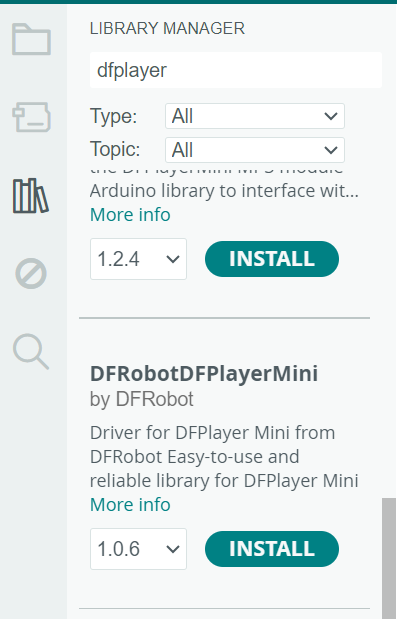 LIBRARY MANAGER
dfplayer
Type: All
Topic: All
the DFPlayerMini MP3 module
Arduino library to interface wit...
More info
1.2.4 INSTALL
DFRobotDFPlayerMini
by DFRobot
Driver for DFPlayer Mini from
DFRobot Easy-to-use and
reliable library for DFPlayer Mini
More info
1.0.6 INSTALL